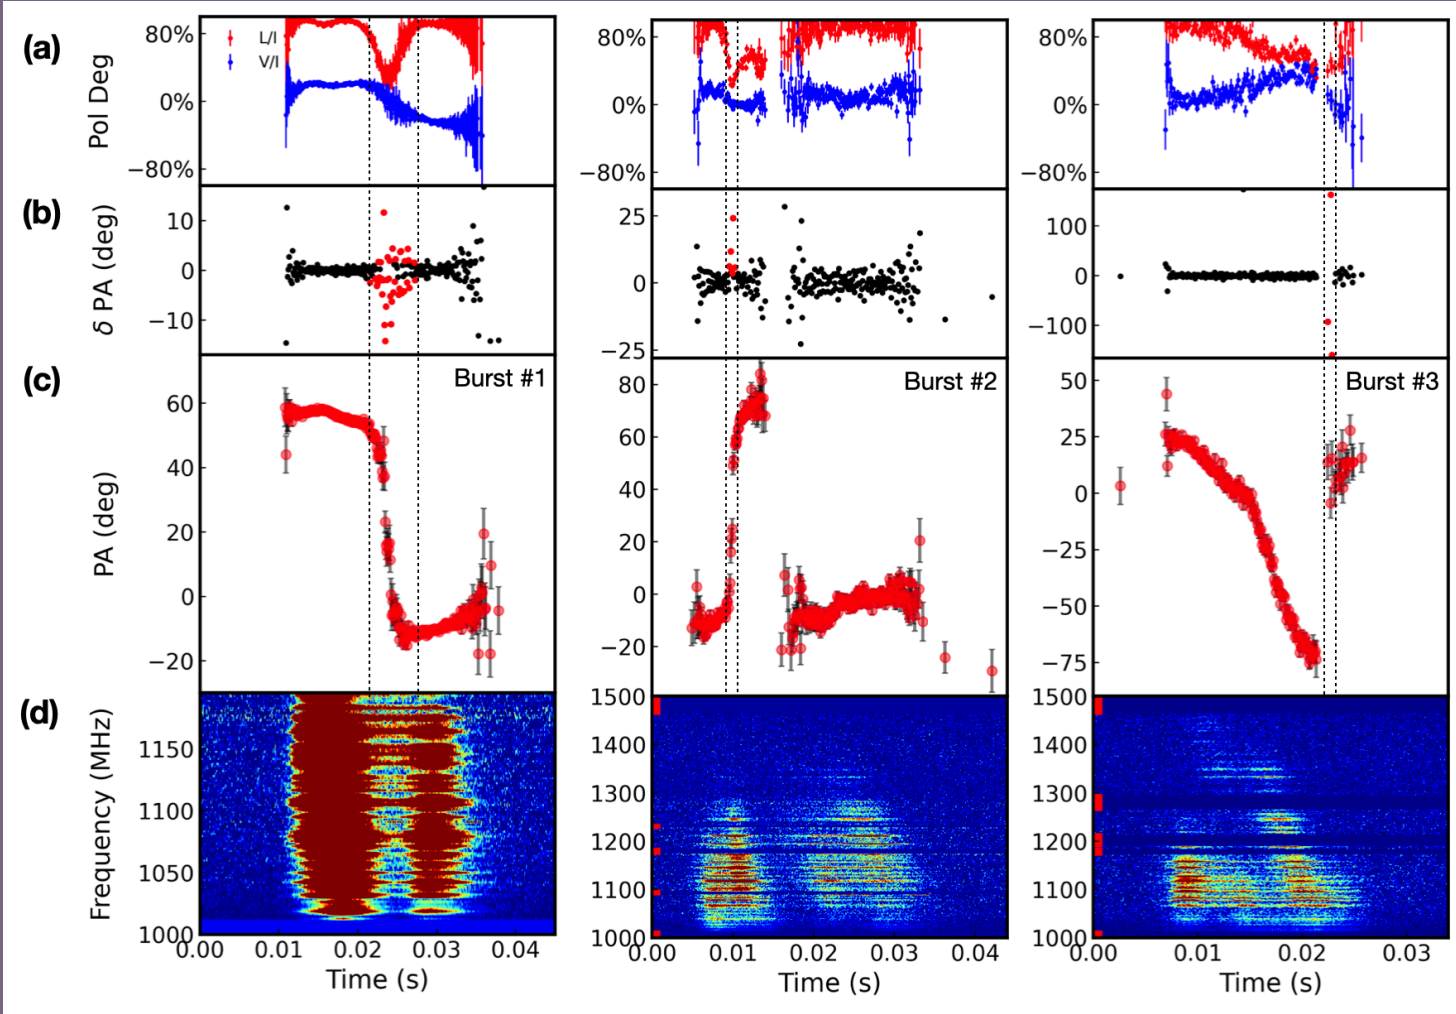 (a)
Pol Deg
80%
0%
−80%
L/I
V/I
80%
0%
−80%
80%
0%
−80%
(b)
δ PA (deg)
10
0
−10
25
0
−25
100
0
−100
(c)
PA (deg)
60
40
20
0
−20
Burst #1
80
60
40
20
0
−20
Burst #2
50
25
0
−25
−50
−75
Burst #3
(d)
Frequency (MHz)
1150
1100
1050
1000
0.00 0.01 0.02 0.03 0.04
Time (s)
1500
1400
1300
1200
1100
1000
0.00 0.01 0.02 0.03 0.04
Time (s)
1500
1400
1300
1200
1100
1000
0.00 0.01 0.02 0.03
Time (s)